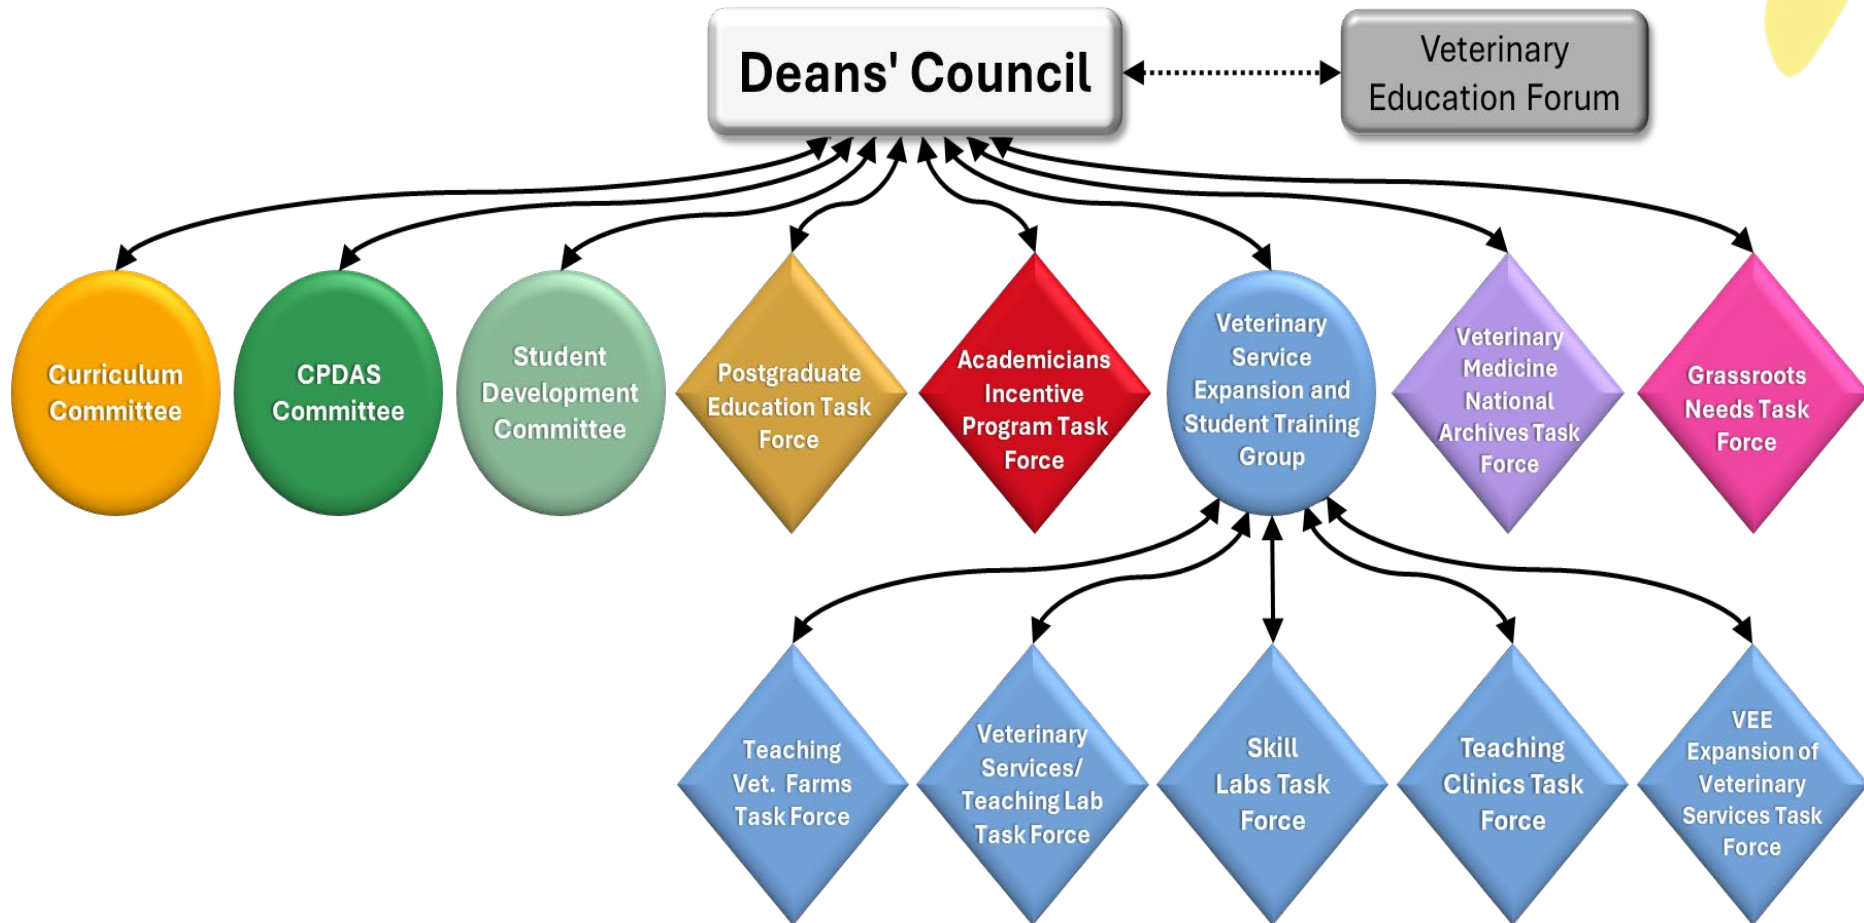 Deans' Council
Veterinary
Education Forum
Curriculum
Committee
CPDAS
Committee
Student
Development
Committee
Postgraduate
Education Task
Force
Academicians
Incentive
Program Task
Force
Veterinary
Service
Expansion and
Student Training
Group
Veterinary
Medicine
National
Archives Task
Force
Grassroots
Needs Task
Force
Teaching
Vet. Farms
Task Force
Veterinary
Services/
Teaching Lab
Task Force
Skill
Labs Task
Force
Teaching
Clinics Task
Force
VEE
Expansion of
Veterinary
Services Task
Force